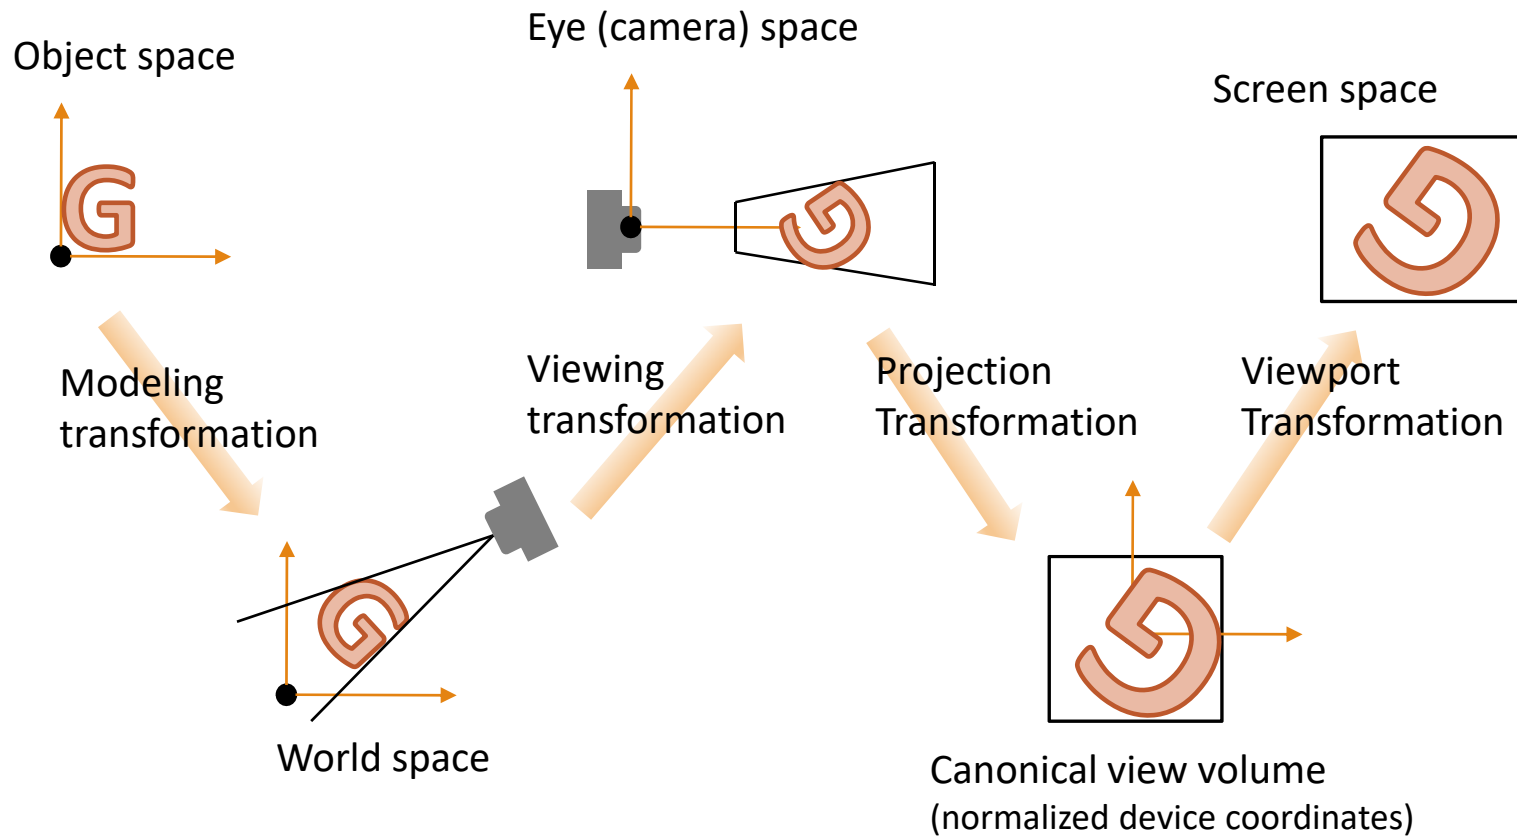 Object space
G
Modeling
transformation
World space
G
Viewing
transformation
Eye (camera) space
G
Projection
Transformation
Canonical view volume
(normalized device coordinates)
G
Viewport
Transformation
Screen space
G